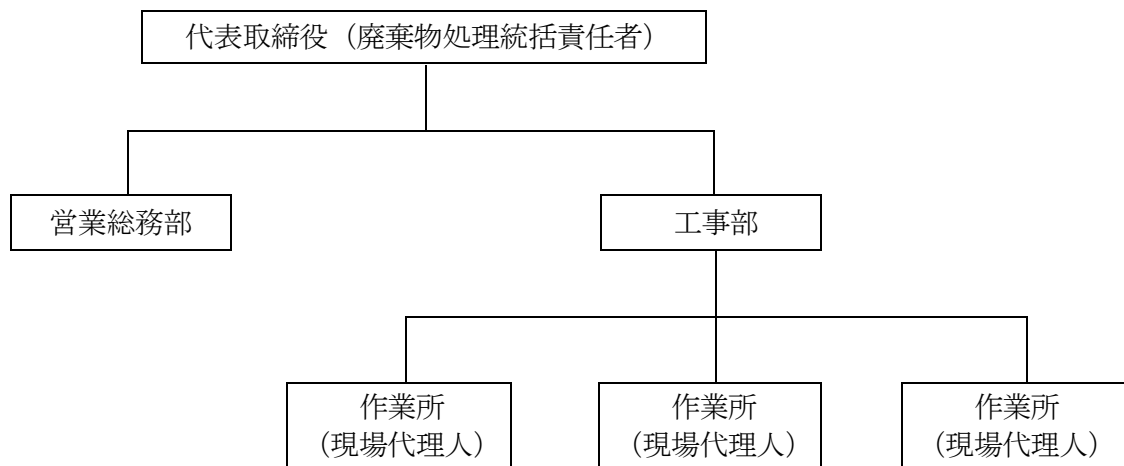 代表取締役（廃棄物処理統括責任者）
営業総務部
工事部
作業所
（現場代理人）
作業所
（現場代理人）
作業所
（現場代理人）